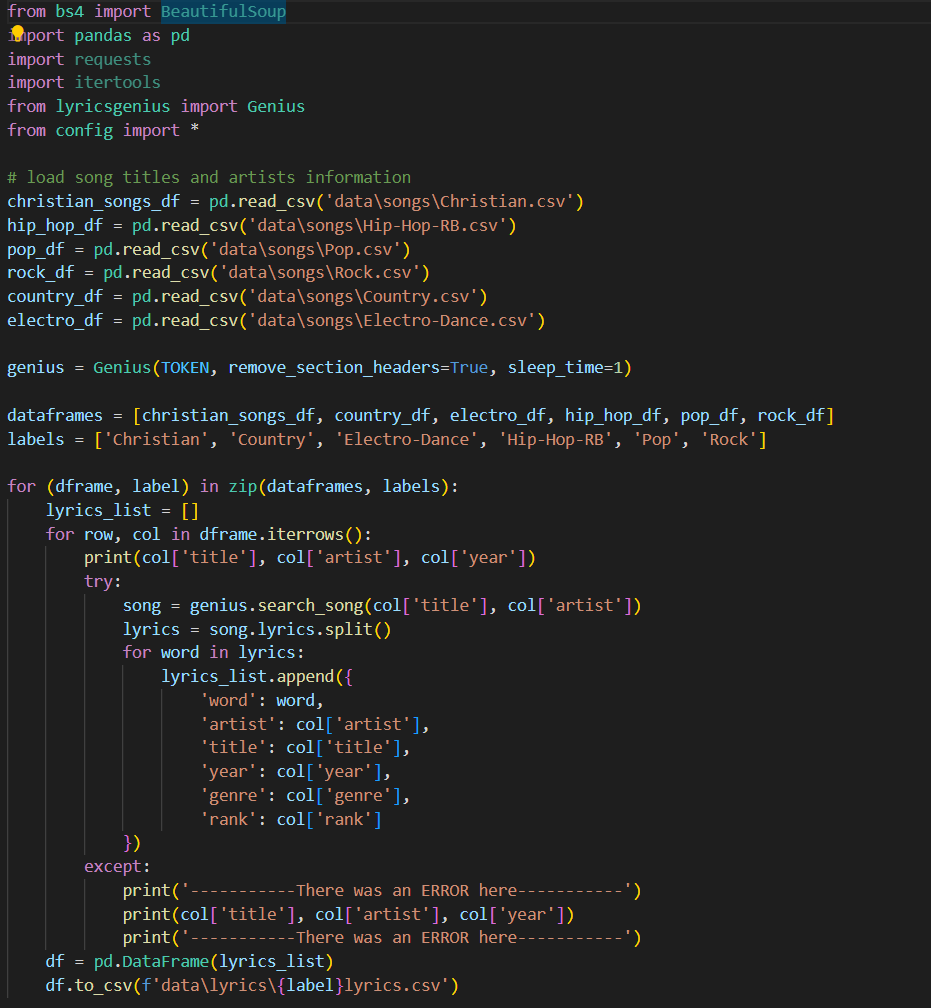 from bs4 import BeautifulSoup
import pandas as pd
import requests
import itertools
from lyricsgenius import Genius
from config import *

# load song titles and artists information
christian_songs_df = pd.read_csv('data\songs\Christian.csv')
hip_hop_df = pd.read_csv('data\songs\Hip-Hop-RB.csv')
pop_df = pd.read_csv('data\songs\Pop.csv')
rock_df = pd.read_csv('data\songs\Rock.csv')
country_df = pd.read_csv('data\songs\Country.csv')
electro_df = pd.read_csv('data\songs\Electro-Dance.csv')

genius = Genius(TOKEN, remove_section_headers=True, sleep_time=1)

dataframes = [christian_songs_df, country_df, electro_df, hip_hop_df, pop_df, rock_df]
labels = ['Christian', 'Country', 'Electro-Dance', 'Hip-Hop-RB', 'Pop', 'Rock']

for (dframe, label) in zip(dataframes, labels):
    lyrics_list = []
    for row, col in dframe.iterrows():
        print(col['title'], col['artist'], col['year'])
        try:
            song = genius.search_song(col['title'], col['artist'])
            lyrics = song.lyrics.split()
            for word in lyrics:
                lyrics_list.append({
                    'word': word,
                    'artist': col['artist'],
                    'title': col['title'],
                    'year': col['year'],
                    'genre': col['genre'],
                    'rank': col['rank']
            })
        except:
            print('-----------There was an ERROR here-----------')
            print(col['title'], col['artist'], col['year'])
            print('-----------There was an ERROR here-----------')
    df = pd.DataFrame(lyrics_list)
    df.to_csv(f'data\lyrics\{label}lyrics.csv')